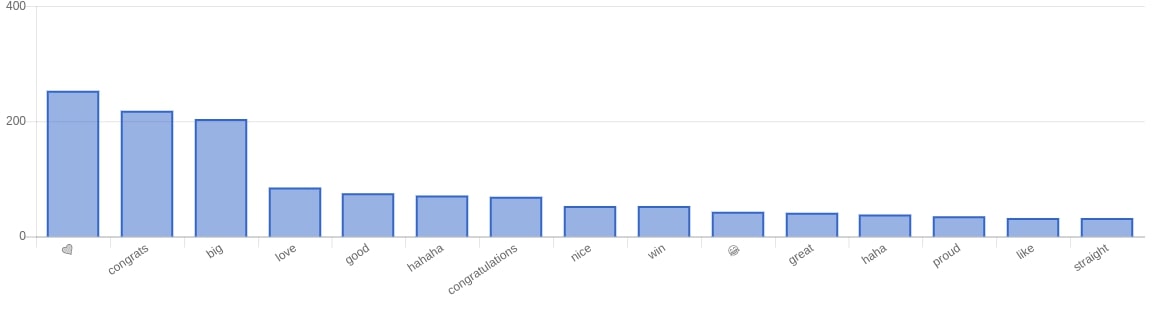 400
200
0
❤ congrats big love good hahaha congratulations nice win 😂 great haha proud like straight